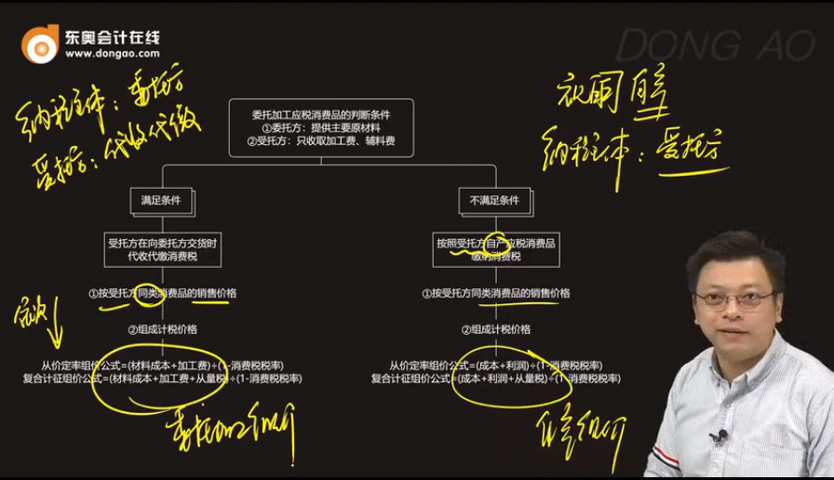 东奥会计在线
www.dongao.com
DONG AO
纳税主体：委托方
受托方：代收代缴
纳税主体：受托方
委托加工应税消费品的判断条件
①委托方：提供主要原材料
②受托方：只收取加工费、辅料费
满足条件
不满足条件
受托方在向委托方交货时
代收代缴消费税
按照受托方自产应税消费品
缴纳消费税
①按受托方同类消费品的销售价格
①按受托方同类消费品的销售价格
②组成计税价格
②组成计税价格
从价定率组价公式=(材料成本+加工费)÷(1-消费税税率)
复合计征组价公式=(材料成本+加工费+从量税)÷(1-消费税税率)
从价定率组价公式=(成本+利润)÷(1-消费税税率)
复合计征组价公式=(成本+利润+从量税)÷(1-消费税税率)
委托加工组价
自产组价